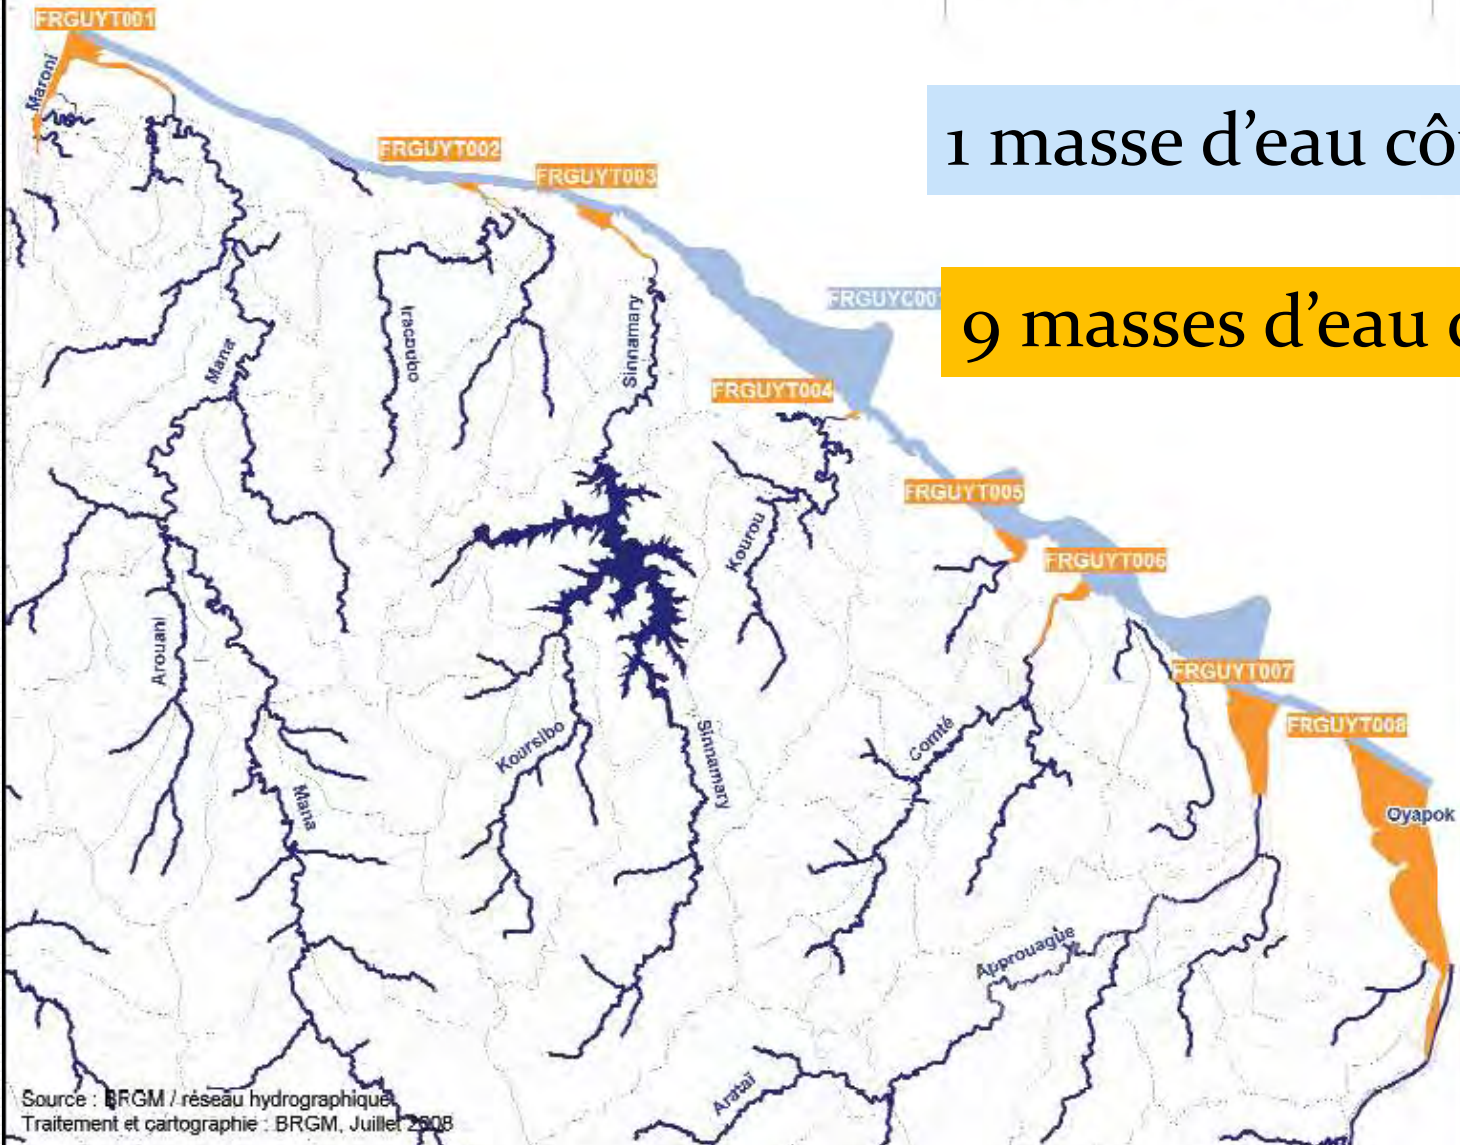 FRGUYT001
Maroni
FRGUYT002
FRGUYT003
1 masse d’eau cô
FRGUYC00
9 masses d’eau
Mana
Iracoubo
Sinnamary
FRGUYT004
FRGUYT005
Kourou
FRGUYT006
Arouani
FRGUYT007
FRGUYT008
Koursibo
Sinnamary
Comté
Mana
Oyapok
Approuague
Arataï
Source : BRGM / réseau hydrographique
Traitement et cartographie : BRGM, Juillet 2008